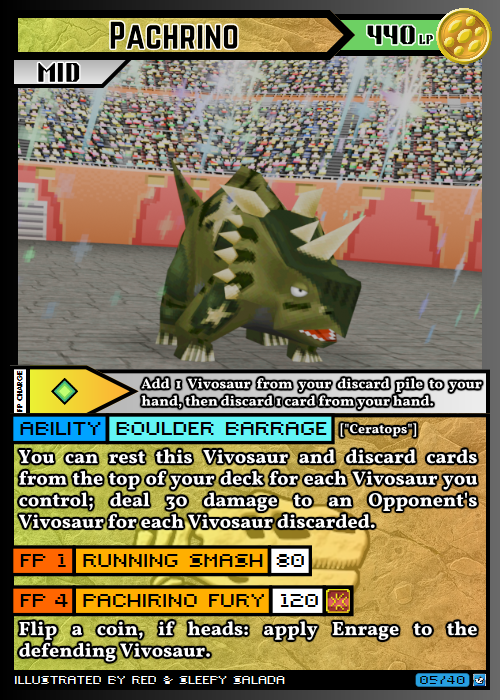 PACHRINO
440 LP
MID
FP CHARGE
Add 1 Vivosaur from your discard pile to your
hand, then discard 1 card from your hand.
ABILITY BOULDER BARRAGE ["Ceratops"]
You can rest this Vivosaur and discard cards
from the top of your deck for each Vivosaur you
control; deal 30 damage to an Opponent's
Vivosaur for each Vivosaur discarded.
FP 1 RUNNING SMASH 80
FP 4 PACHIRINO FURY 120
Flip a coin, if heads: apply Enrage to the
defending Vivosaur.
ILLUSTRATED BY RED & SLEEPY SALADA
05/40